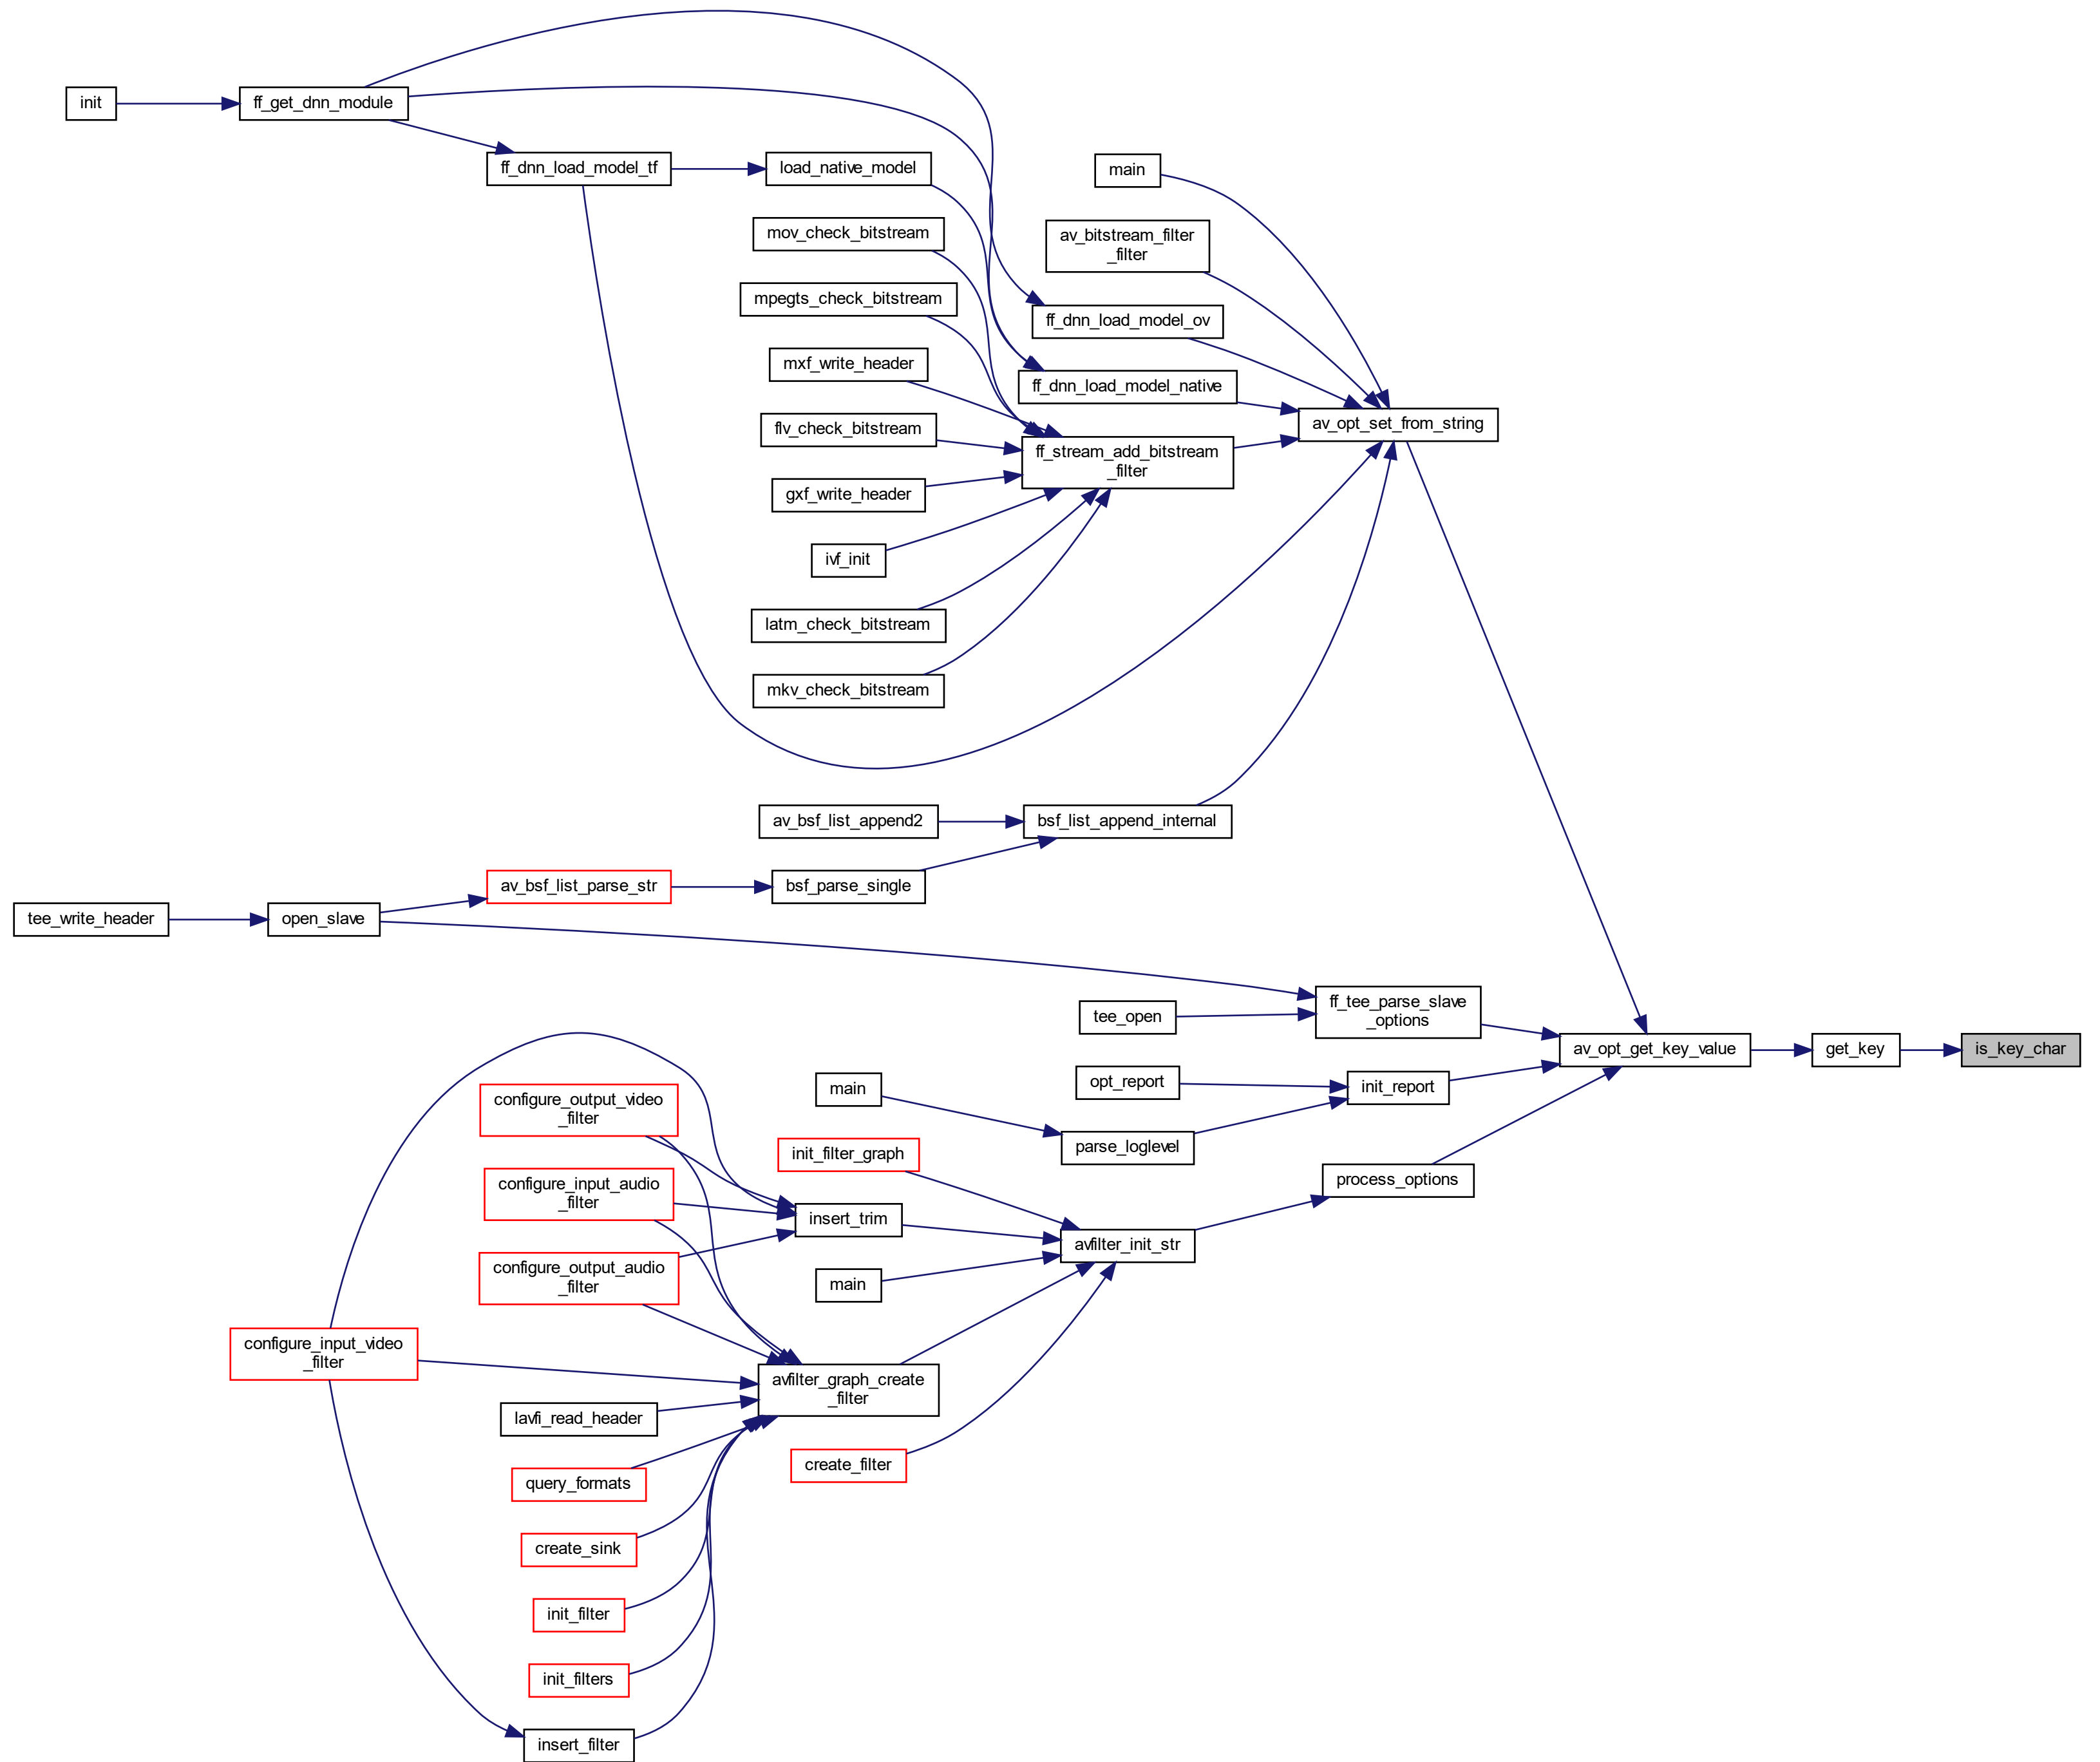 init
ff_get_dnn_module
ff_dnn_load_model_tf
load_native_model
main
mov_check_bitstream
av_bitstream_filter
_filter
mpegts_check_bitstream
ff_dnn_load_model_ov
mxf_write_header
ff_dnn_load_model_native
flv_check_bitstream
av_opt_set_from_string
ff_stream_add_bitstream
_filter
gxf_write_header
ivf_init
latm_check_bitstream
mkv_check_bitstream
av_bsf_list_append2
bsf_list_append_internal
av_bsf_list_parse_str
bsf_parse_single
tee_write_header
open_slave
ff_tee_parse_slave
_options
tee_open
av_opt_get_key_value
get_key
is_key_char
opt_report
init_report
main
configure_output_video
_filter
parse_loglevel
init_filter_graph
process_options
configure_input_audio
_filter
insert_trim
avfilter_init_str
configure_output_audio
_filter
main
configure_input_video
_filter
avfilter_graph_create
_filter
lavfi_read_header
create_filter
query_formats
create_sink
init_filter
init_filters
insert_filter